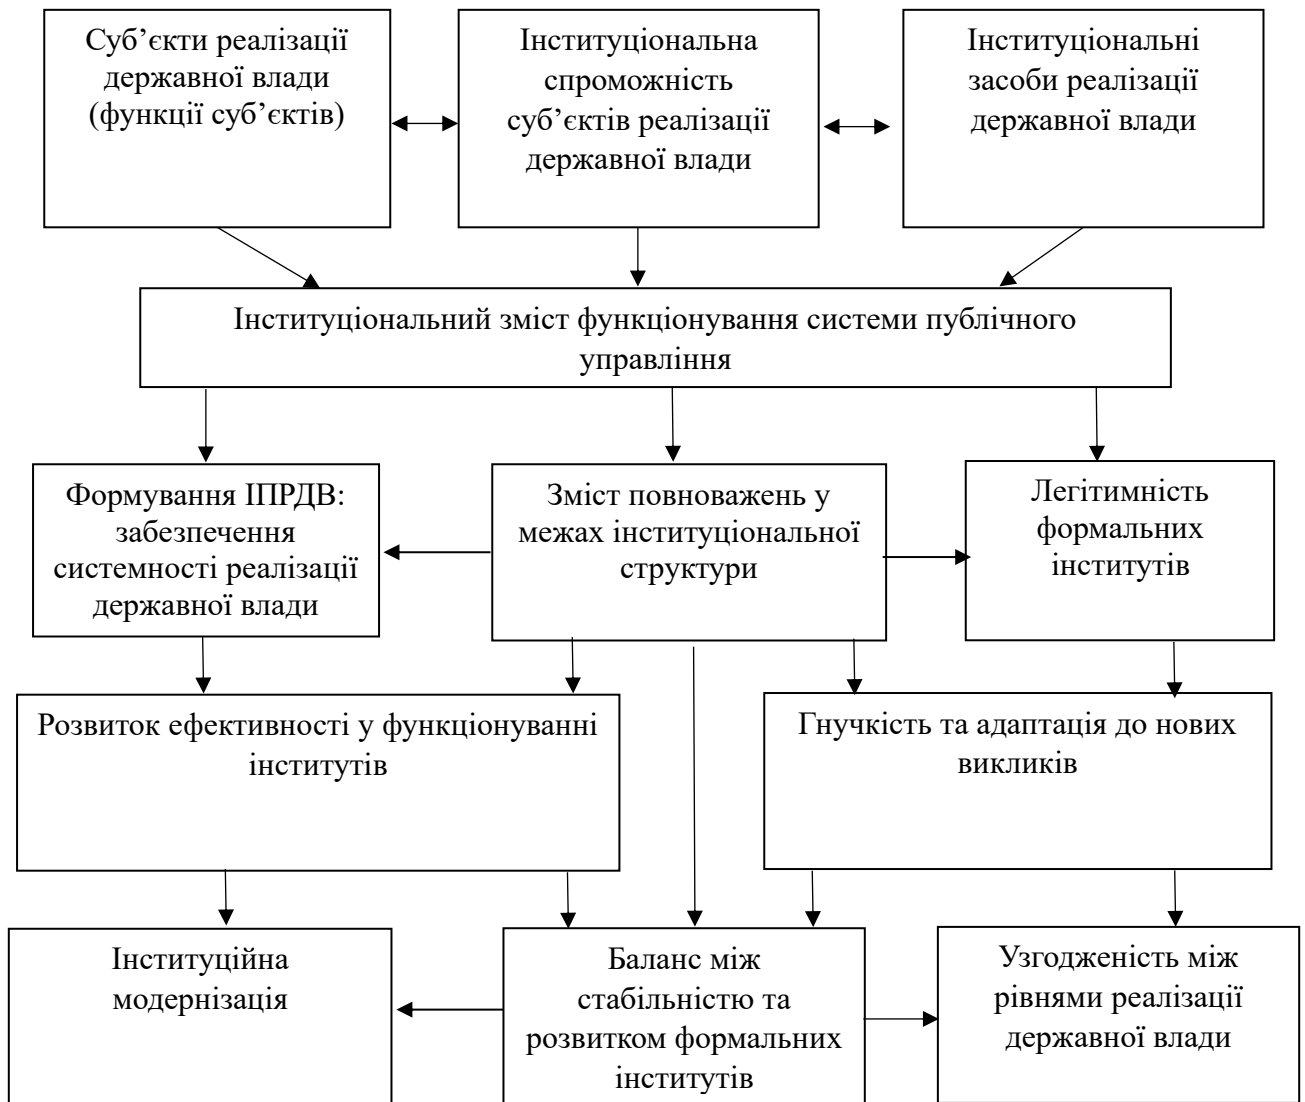 Суб’єкти реалізації
державної влади
(функції суб’єктів)
Інституціональна
спроможність
суб’єктів реалізації
державної влади
Інституціональні
засоби реалізації
державної влади
Інституціональний зміст функціонування системи публічного
управління
Формування ІПРДВ:
забезпечення
системності реалізації
державної влади
Зміст повноважень у
межах інституціональної
структури
Легітимність
формальних
інститутів
Розвиток ефективності у функціонуванні
інститутів
Гнучкість та адаптація до нових
викликів
Інституційна
модернізація
Баланс між
стабільністю та
розвитком формальних
інститутів
Узгодженість між
рівнями реалізації
державної влади